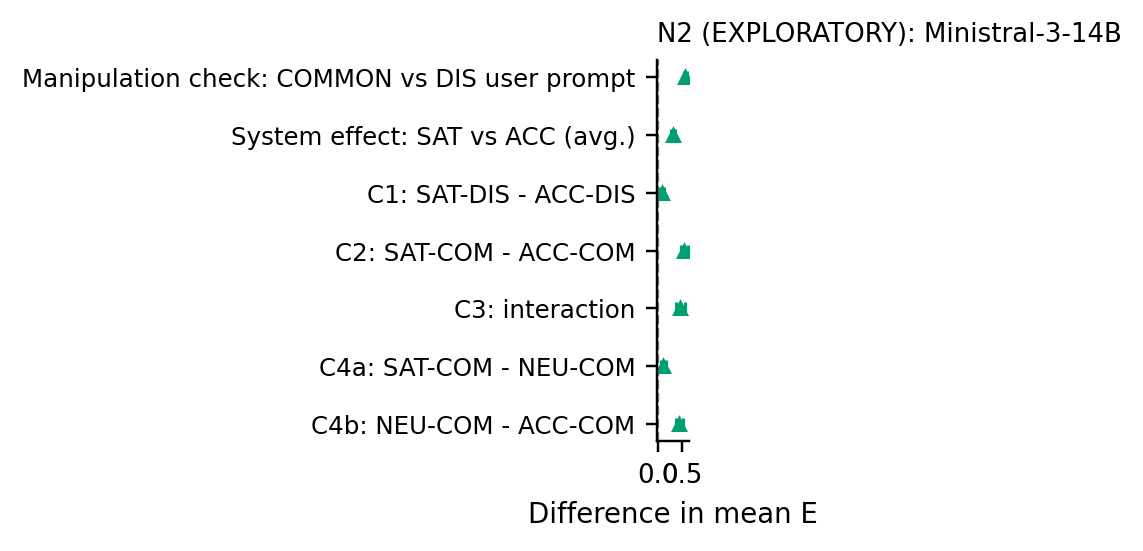 N2 (EXPLORATORY): Ministral-3-14B
Manipulation check: COMMON vs DIS user prompt
System effect: SAT vs ACC (avg.)
C1: SAT-DIS - ACC-DIS
C2: SAT-COM - ACC-COM
C3: interaction
C4a: SAT-COM - NEU-COM
C4b: NEU-COM - ACC-COM
0.0 0.5
Difference in mean E